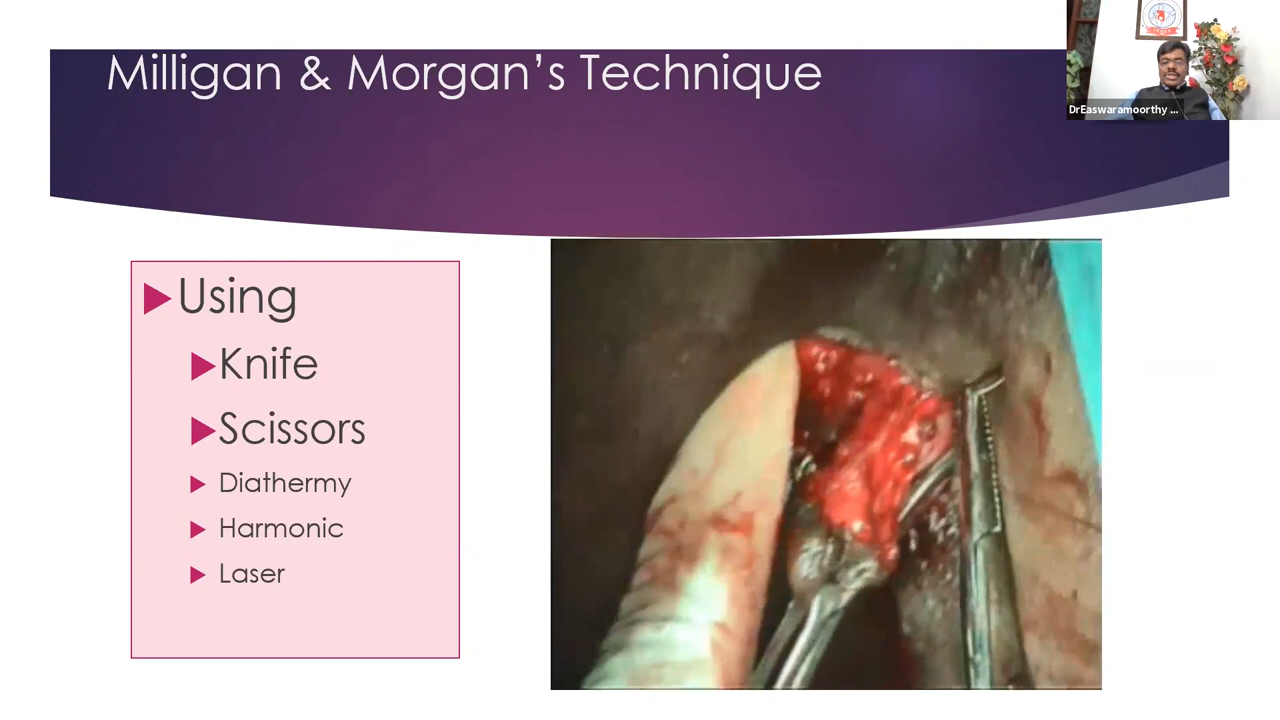 Milligan & Morgan’s Technique
DrEaswaramoorthy ...
Using
Knife
Scissors
Diathermy
Harmonic
Laser